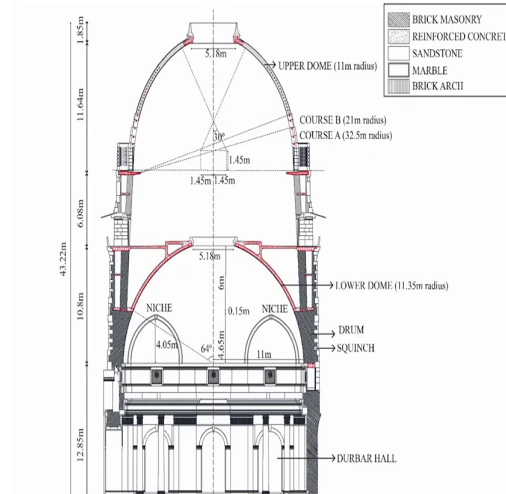 BRICK MASONRY
REINFORCED CONCRET
SANDSTONE
MARBLE
BRICK ARCH
1.85m
5.18m
UPPER DOME (11m radius)
11.64m
COURSE B (21m radius)
COURSE A (32.5m radius)
30°
1.45m
1.45m
1.45m
6.08m
43.22m
5.18m
6m
LOWER DOME (11.35m radius)
10.8m
NICHE
NICHE
0.15m
4.05m
DRUM
64°
4.65m
11m
SQUINCH
12.85m
DURBAR HALL